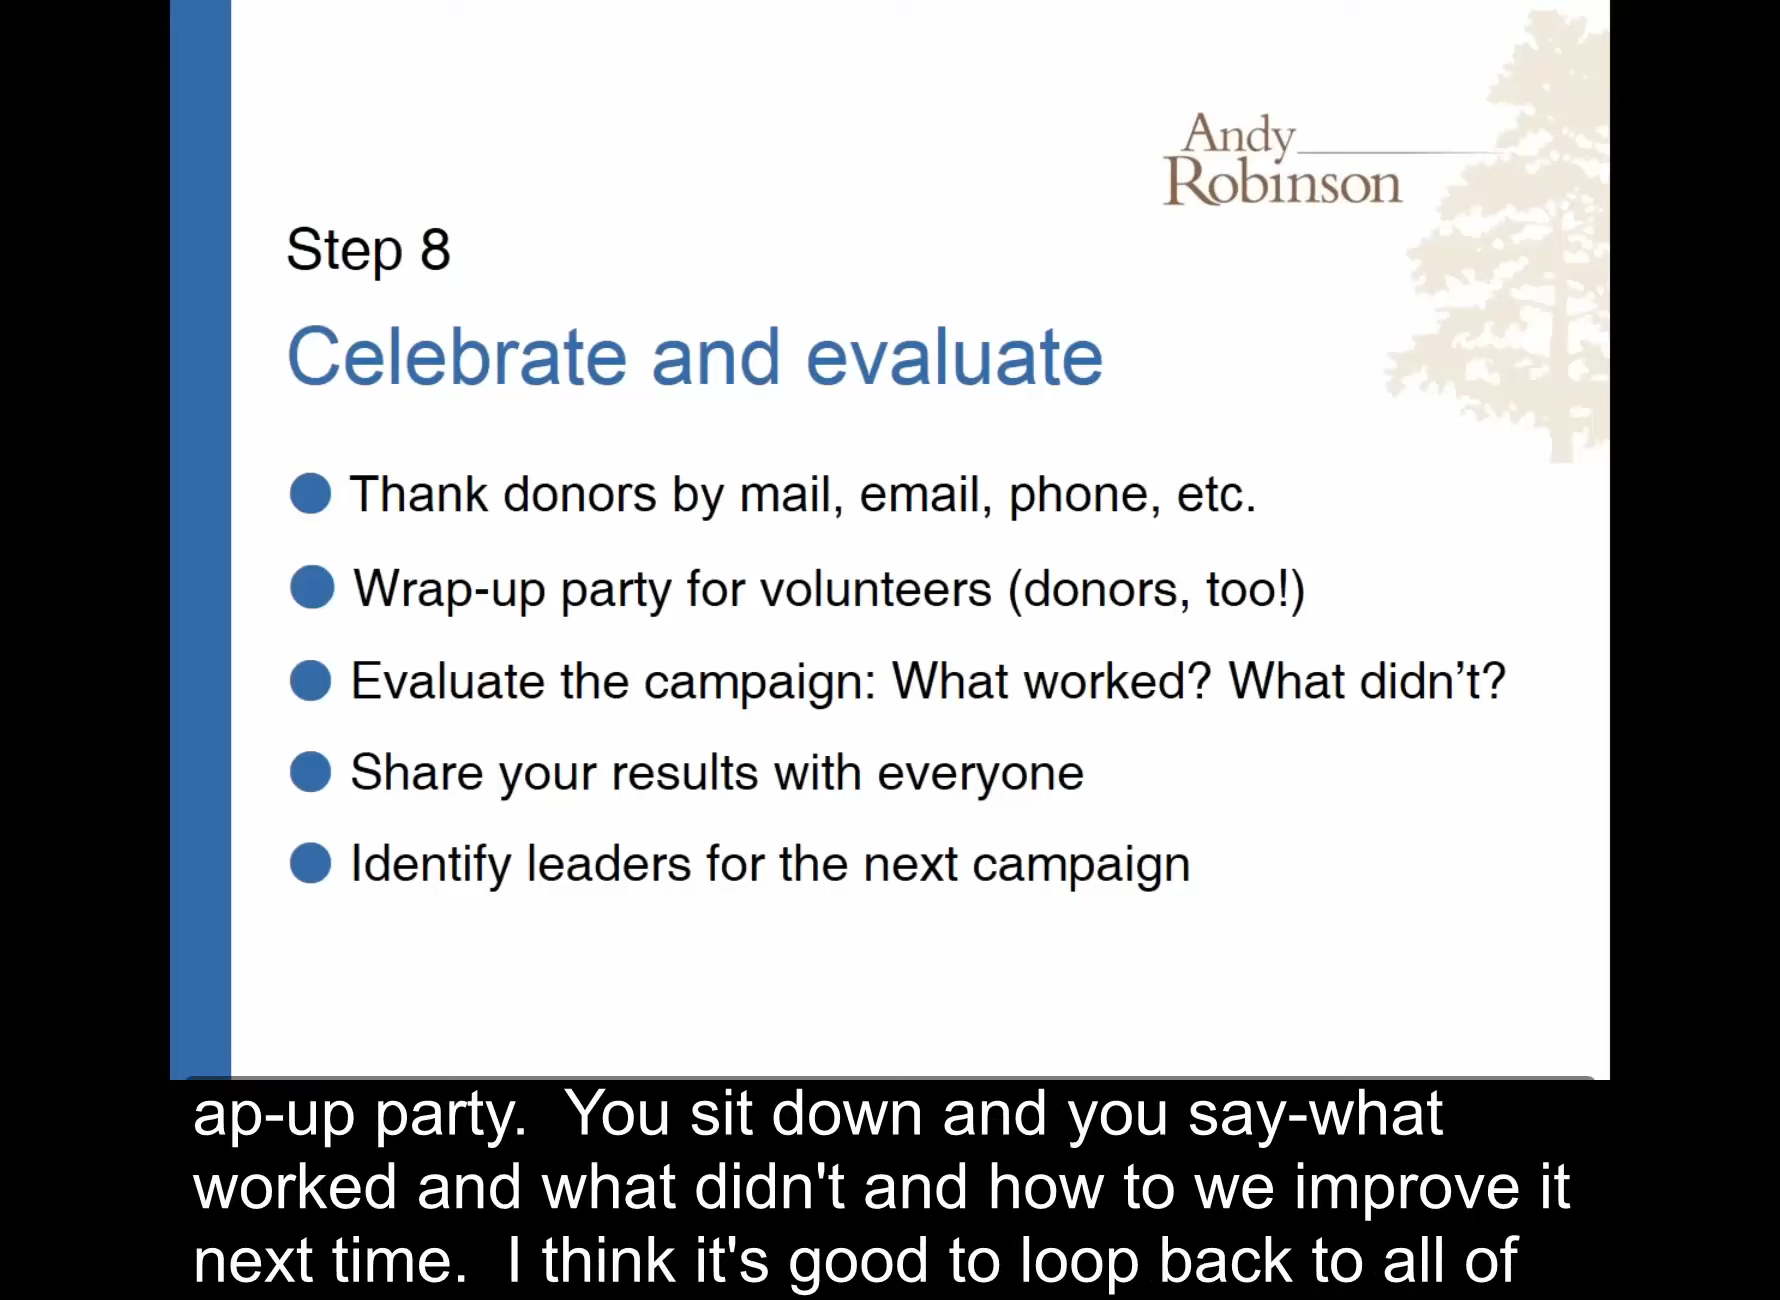 Andy
Robinson
Step 8
Celebrate and evaluate
Thank donors by mail, email, phone, etc.
Wrap-up party for volunteers (donors, too!)
Evaluate the campaign: What worked? What didn’t?
Share your results with everyone
Identify leaders for the next campaign
ap-up party.  You sit down and you say-what
worked and what didn't and how to we improve it
next time.  I think it's good to loop back to all of